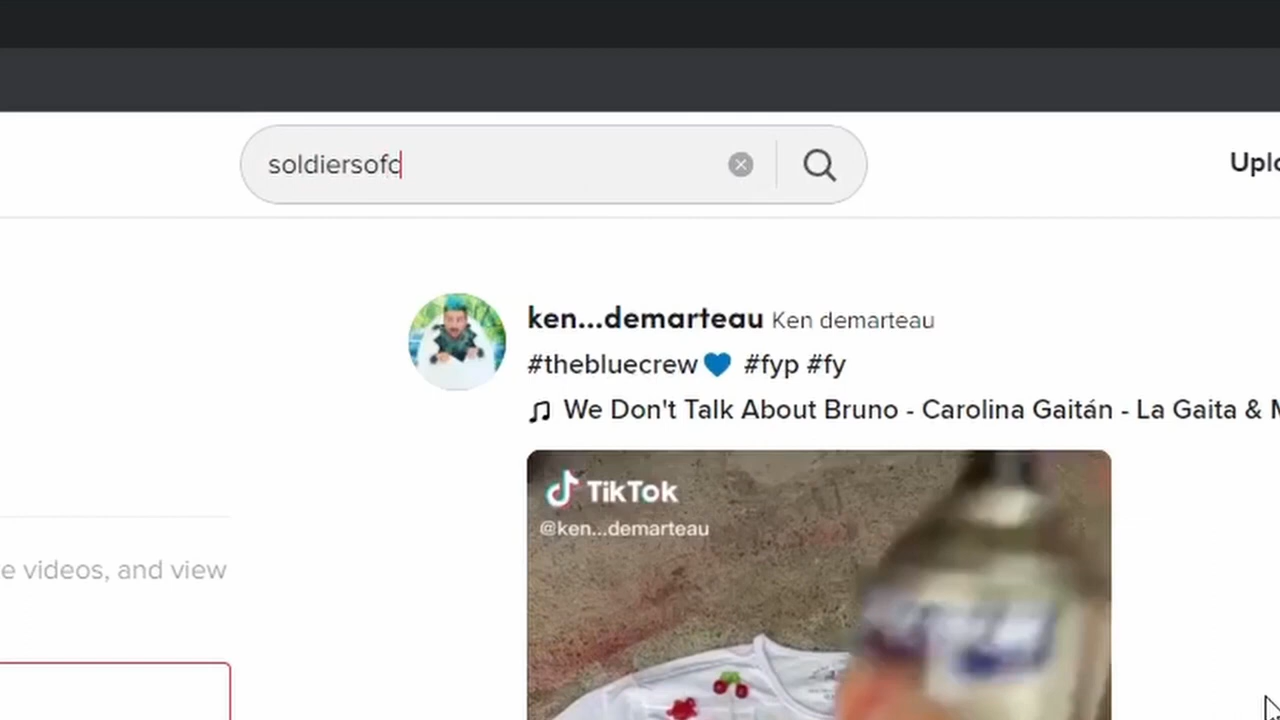 soldiersofc
Uplo
ken...demarteau Ken demarteau
#thebluecrew💙 #fyp #fy
We Don't Talk About Bruno - Carolina Gaitán - La Gaita & M
TikTok
@ken...demarteau
e videos, and view